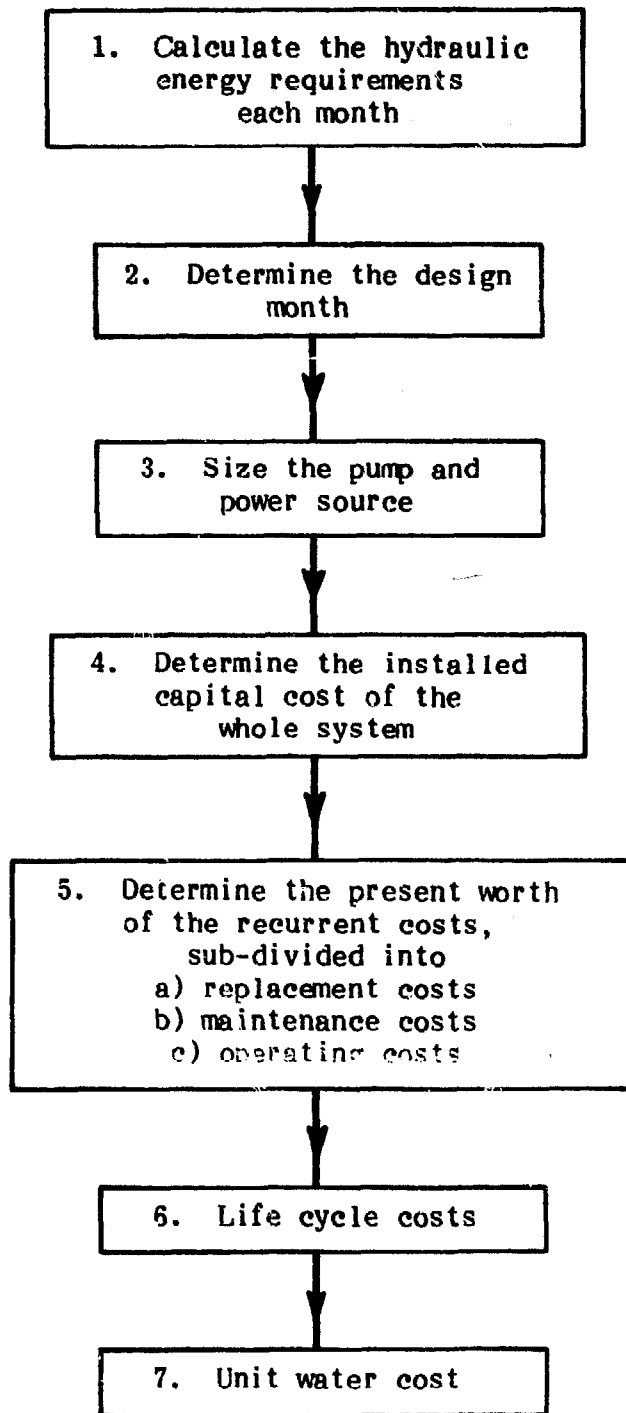 1. Calculate the hydraulic
energy requirements
each month
2. Determine the design
month
3. Size the pump and
power source
4. Determine the installed
capital cost of the
whole system
5. Determine the present worth
of the recurrent costs,
sub-divided into
a) replacement costs
b) maintenance costs
c) operating costs
6. Life cycle costs
7. Unit water cost